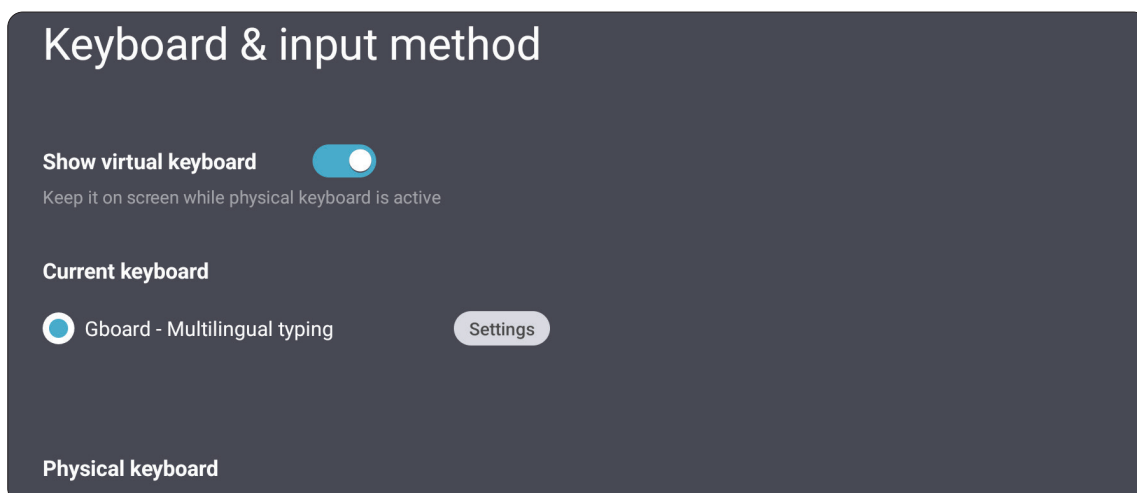 Keyboard & input method
Show virtual keyboard
Keep it on screen while physical keyboard is active
Current keyboard
Gboard - Multilingual typing
Settings
Physical keyboard